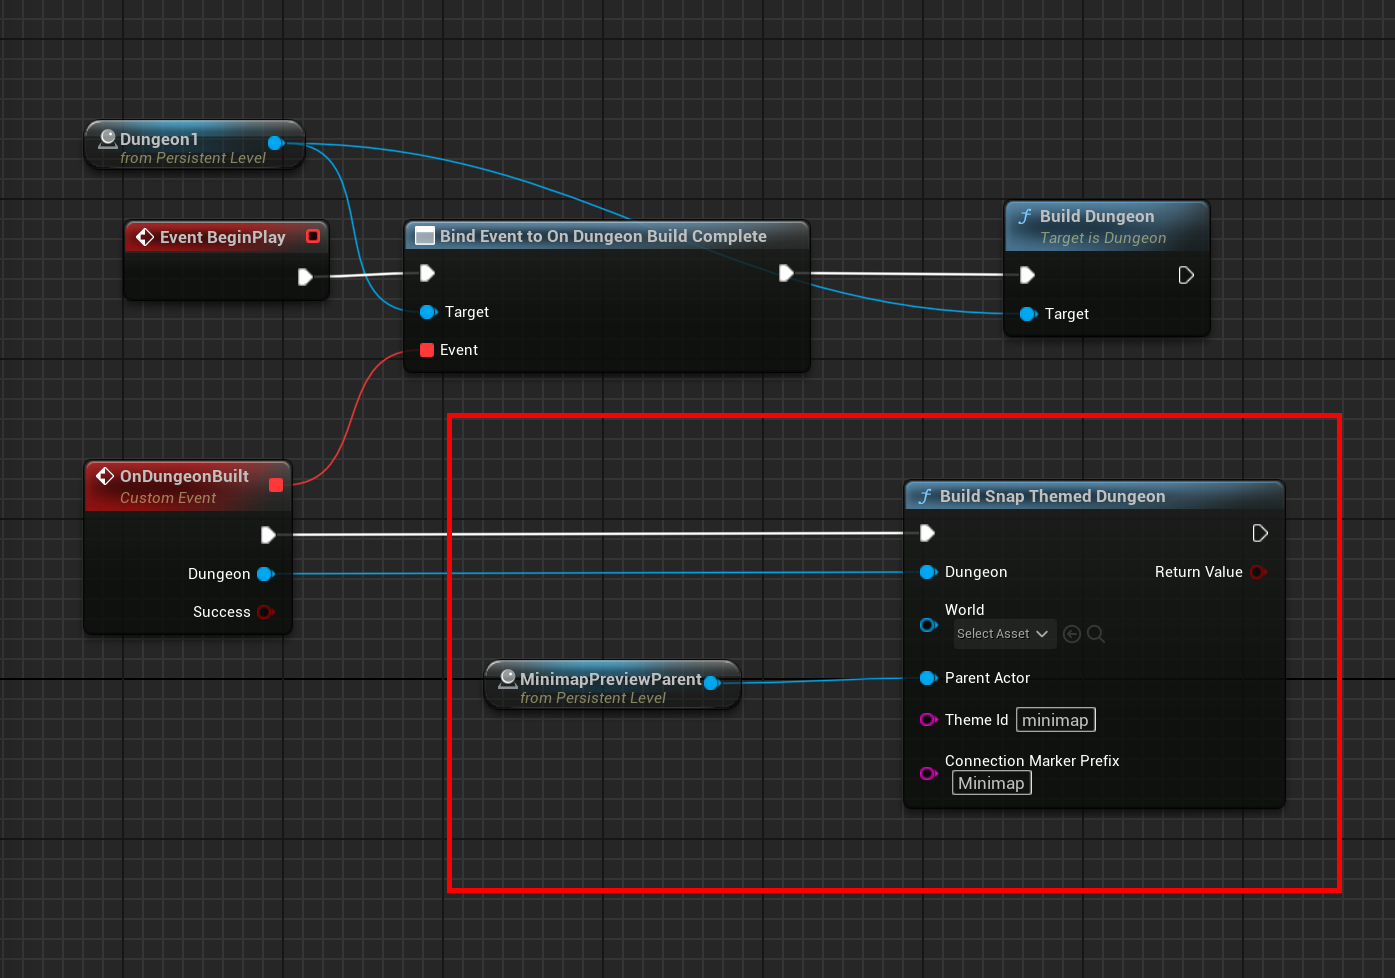 Dungeon1
from Persistent Level
Event BeginPlay
Bind Event to On Dungeon Build Complete
Target
Event
Build Dungeon
Target is Dungeon
Target
OnDungeonBuilt
Custom Event
Dungeon
Success
MinimapPreviewParent
from Persistent Level
Build Snap Themed Dungeon
Dungeon
Return Value
World
Select Asset
Parent Actor
Theme Id minimap
Connection Marker Prefix
Minimap